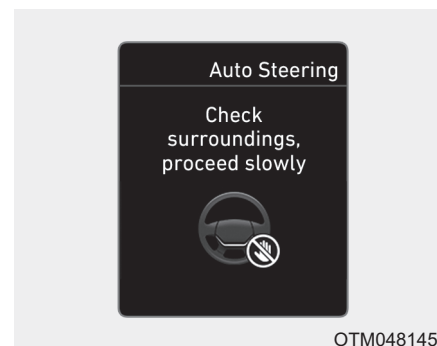 Auto Steering
Check
surroundings,
proceed slowly
OTM048145